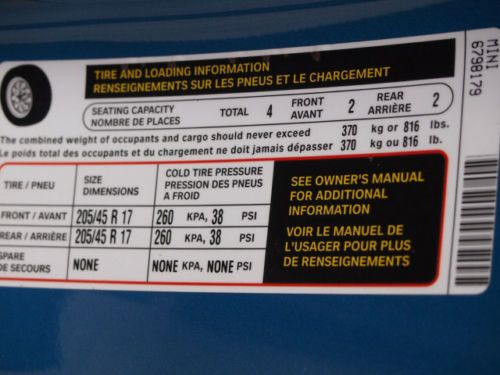 TIRE AND LOADING INFORMATION
RENSEIGNEMENTS SUR LES PNEUS ET LE CHARGEMENT
SEATING CAPACITY
NOMBRE DE PLACES
TOTAL 4
FRONT
AVANT 2
REAR
ARRIÈRE 2
The combined weight of occupants and cargo should never exceed 370 kg or 816 lbs.
Le poids total des occupants et du chargement ne doit jamais dépasser 370 kg ou 816 lb.
TIRE / PNEU
SIZE
DIMENSIONS
COLD TIRE PRESSURE
PRESSION DES PNEUS
A FROID
FRONT / AVANT 205/45 R 17 260 KPA, 38 PSI
REAR / ARRIÈRE 205/45 R 17 260 KPA, 38 PSI
SPARE
DE SECOURS NONE NONE KPA, NONE PSI
SEE OWNER'S MANUAL
FOR ADDITIONAL
INFORMATION
VOIR LE MANUEL DE
L'USAGER POUR PLUS
DE RENSEIGNEMENTS
MINI
6798179